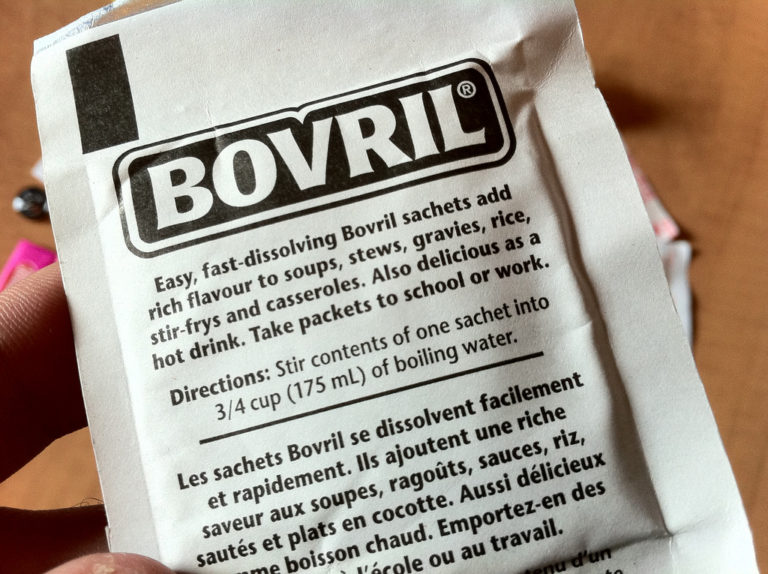 BOVRIL®
Easy, fast-dissolving Bovril sachets add
rich flavour to soups, stews, gravies, rice,
stir-frys and casseroles. Also delicious as a
hot drink. Take packets to school or work.
Directions: Stir contents of one sachet into
3/4 cup (175 mL) of boiling water.
Les sachets Bovril se dissolvent facilement
et rapidement. Ils ajoutent une riche
saveur aux soupes, ragoûts, sauces, riz,
sautés et plats en cocotte. Aussi délicieux
boisson chaud. Emportez-en des
à l'école ou au travail.
d'un